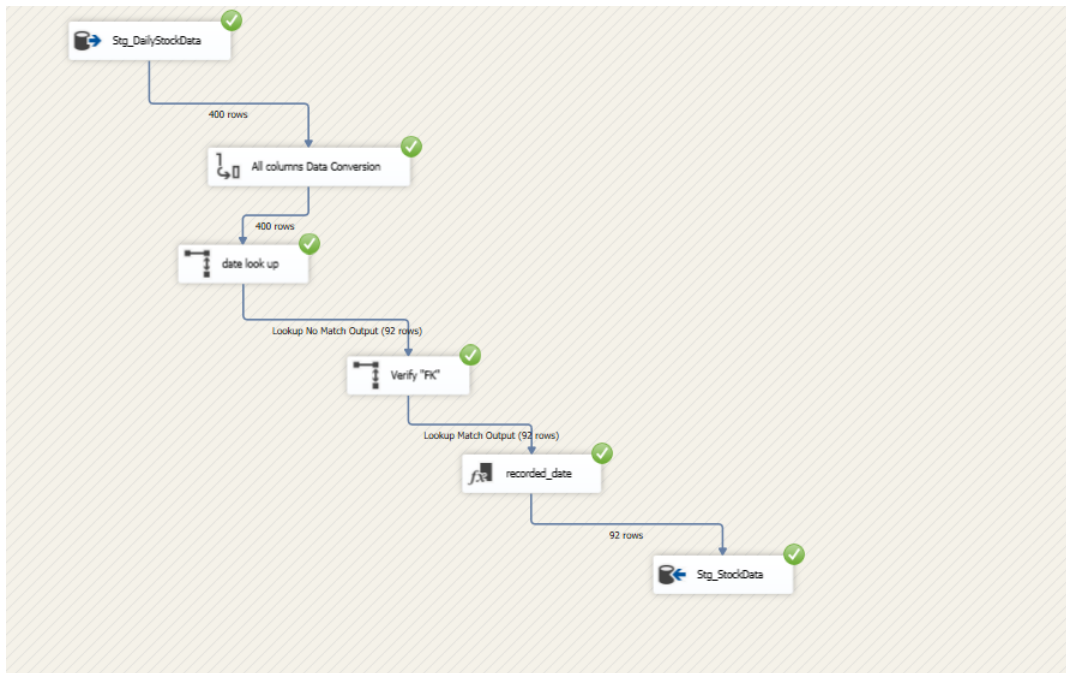 Stg_DailyStockData
400 rows
All columns Data Conversion
400 rows
date look up
Lookup No Match Output (92 rows)
Verify "FK"
Lookup Match Output (92 rows)
recorded_date
92 rows
Stg_StockData